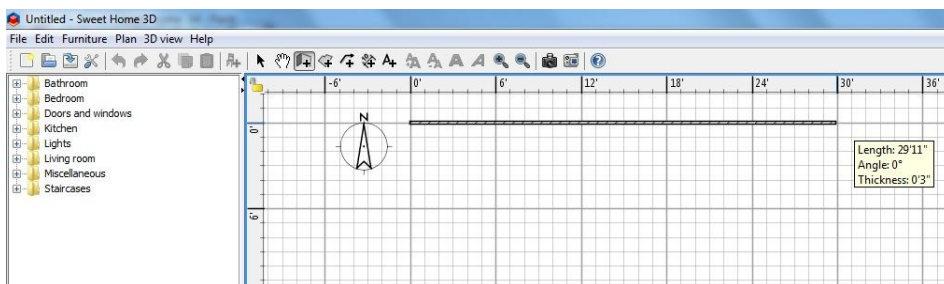 Untitled - Sweet Home 3D
File Edit Furniture Plan 3D view Help
Bathroom
Bedroom
Doors and windows
Kitchen
Lights
Living room
Miscellaneous
Staircases
-6' 0' 6' 12' 18' 24' 30' 36'
0'
6'
N
Length: 29'11"
Angle: 0°
Thickness: 0'3"